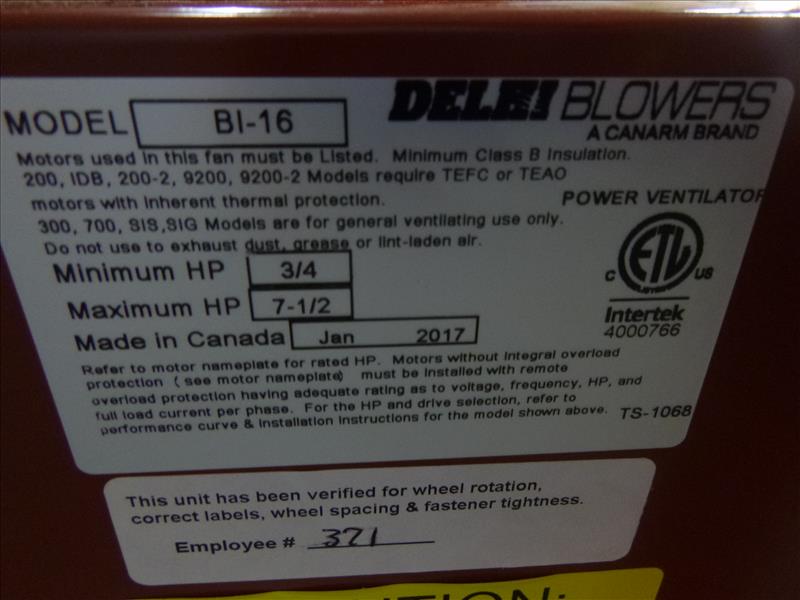 MODEL BI-16 DELHI BLOWERS
A CANARM BRAND
Motors used in this fan must be Listed. Minimum Class B Insulation.
200, IDB, 200-2, 9200, 9200-2 Models require TEFC or TEAO
motors with inherent thermal protection.
POWER VENTILATOR
300, 700, SIS,SIG Models are for general ventilating use only.
Do not use to exhaust dust, grease or lint-laden air.
Minimum HP 3/4
Maximum HP 7-1/2
Made in Canada Jan 2017
C ETL US
LISTED
Intertek
4000766
Refer to motor nameplate for rated HP. Motors without integral overload
protection ( see motor nameplate) must be installed with remote
overload protection having adequate rating as to voltage, frequency, HP, and
full load current per phase. For the HP and drive selection, refer to
performance curve & installation instructions for the model shown above. TS-1068
This unit has been verified for wheel rotation,
correct labels, wheel spacing & fastener tightness.
Employee # 371